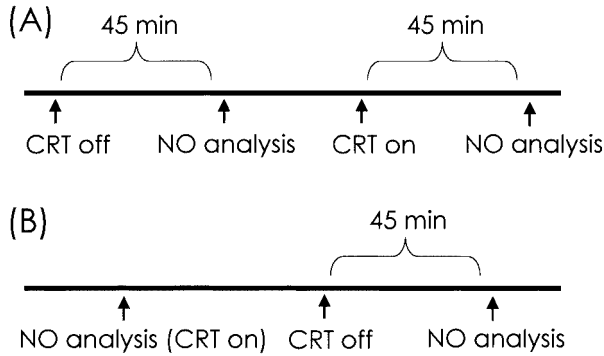 (A)
45 min 45 min
CRT off NO analysis CRT on NO analysis
(B)
45 min
NO analysis (CRT on) CRT off NO analysis